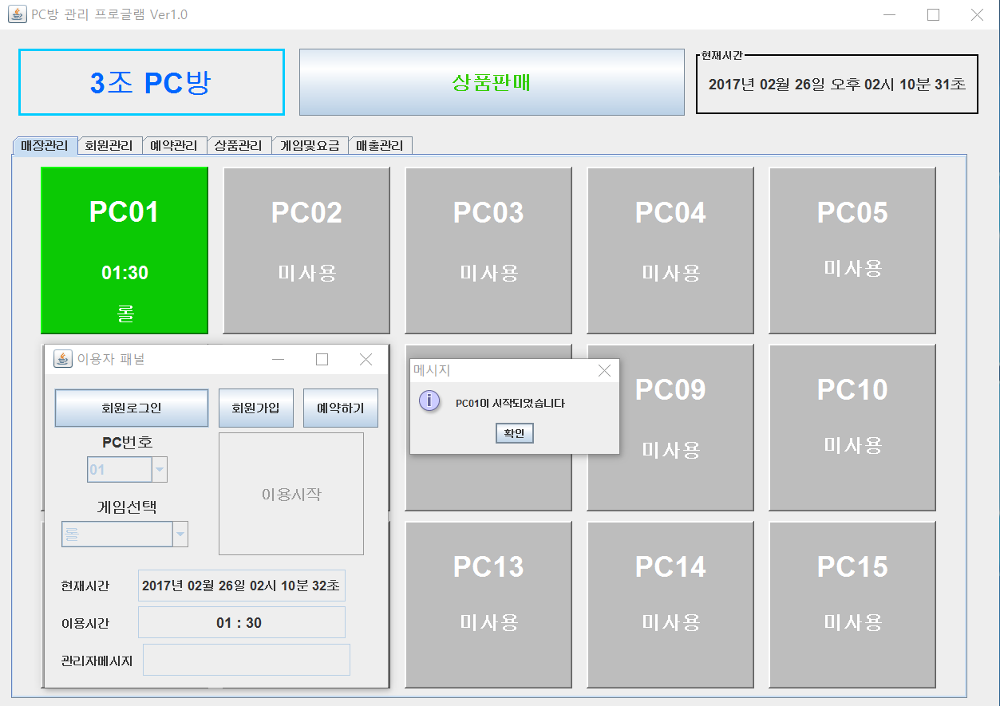 PC방 관리 프로클램 Ver1.0
3조 PC방
상품판매
현재시간
2017년 02월 26일 오후 02시 10분 31초
매장관리 회원관리 예약관리 상품관리 게임및요금 매출관리
PC01 PC02 PC03 PC04 PC05
01:30 미사용 미사용 미사용 미사용
롤
이용자 패널
회원로그인 회원가입 예약하기
PC번호
01
이용시작
게임선택
롤
현재시간 2017년 02월 26일 02시 10분 32초
이용시간 01 : 30
관리자메시지
메시지
PC01이 시작되었습니다
확인
PC09 PC10
미사용 미사용
PC13 PC14 PC15
미사용 미사용 미사용